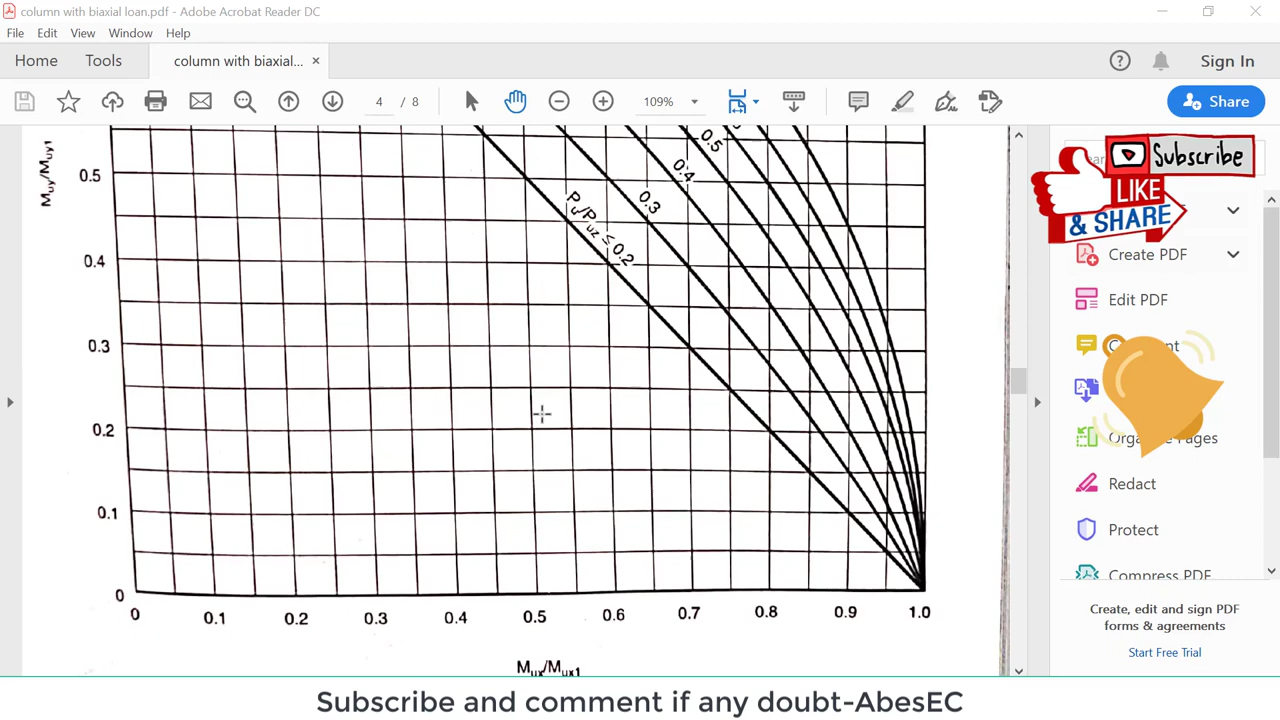 column with biaxial loan.pdf - Adobe Acrobat Reader DC
File Edit View Window Help
Home Tools column with biaxial... × Sign In
4 / 8 109% Share
Subscribe
LIKE
& SHARE
Create PDF
Edit PDF
Organize Pages
Redact
Protect
Compress PDF
Create, edit and sign PDF
forms & agreements
Start Free Trial
Muy/Muy1
0.5
0.4
0.3
0.2
0.1
0
0.5
0.4
0.3
Pu/Puz ≤ 0.2
0 0.1 0.2 0.3 0.4 0.5 0.6 0.7 0.8 0.9 1.0
Mux/Mux1
Subscribe and comment if any doubt-AbesEC